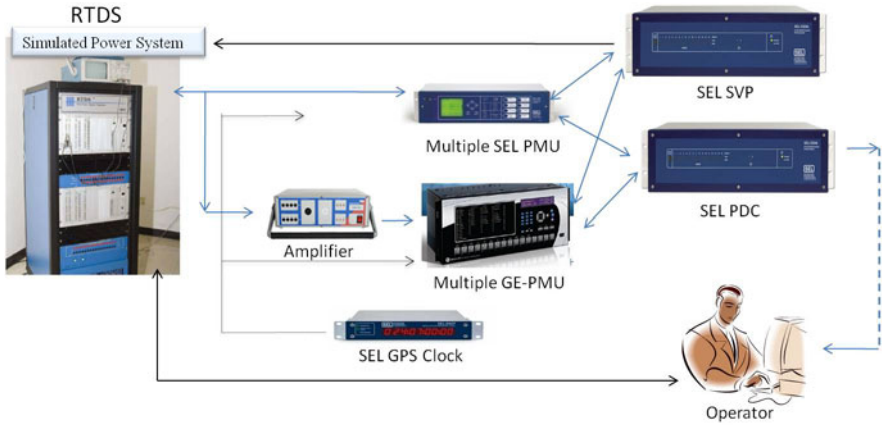 RTDS
Simulated Power System
SEL SVP
Multiple SEL PMU
SEL PDC
Amplifier
Multiple GE-PMU
SEL GPS Clock
Operator